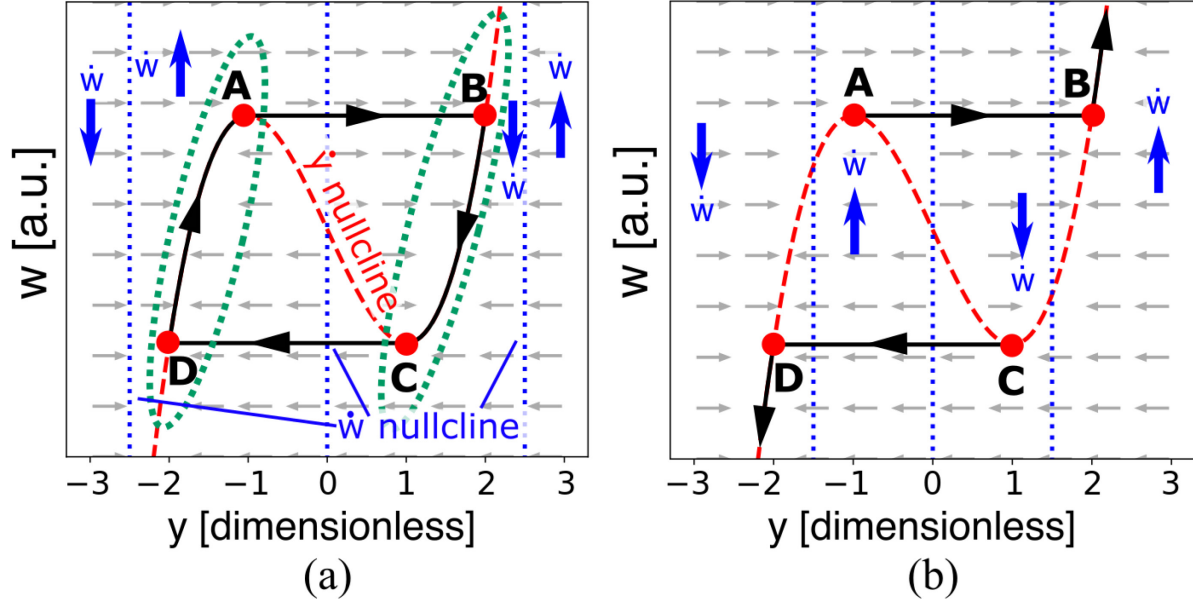 ẇ
ẇ
A
B
ẇ
ẇ
ẏ nullcline
D
C
ẇ nullcline
w [a.u.]
−3 −2 −1 0 1 2 3
y [dimensionless]
(a)
A
B
ẇ
ẇ
ẇ
ẇ
D
C
w [a.u.]
−3 −2 −1 0 1 2 3
y [dimensionless]
(b)